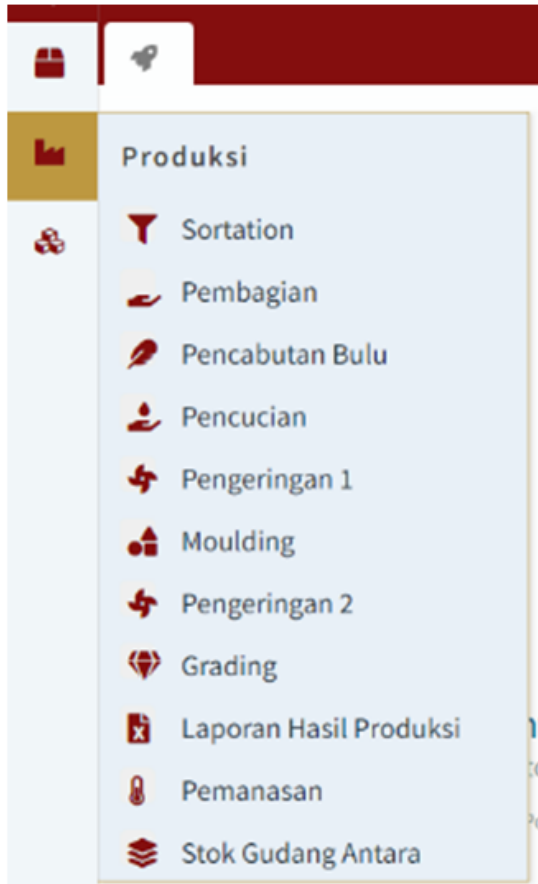 Produksi
Sortation
Pembagian
Pencabutan Bulu
Pencucian
Pengeringan 1
Moulding
Pengeringan 2
Grading
Laporan Hasil Produksi
Pemanasan
Stok Gudang Antara